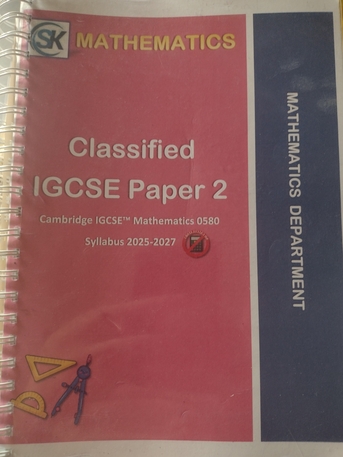 SK MATHEMATICS
Classified
IGCSE Paper 2
Cambridge IGCSE™ Mathematics 0580
Syllabus 2025-2027
MATHEMATICS DEPARTMENT